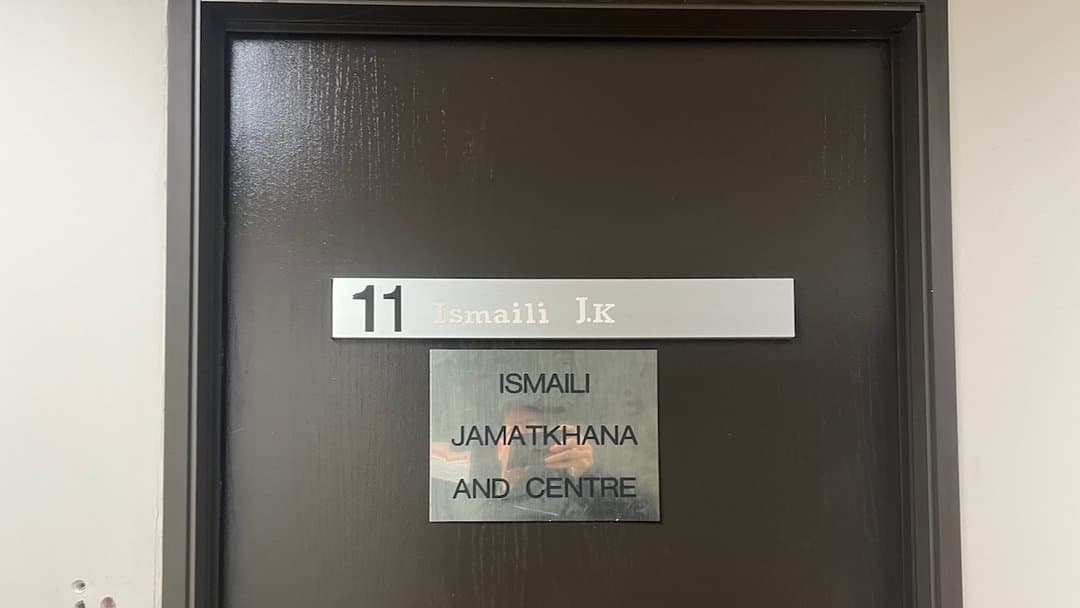 11 Ismaili J.K
ISMAILI
JAMATKHANA
AND CENTRE